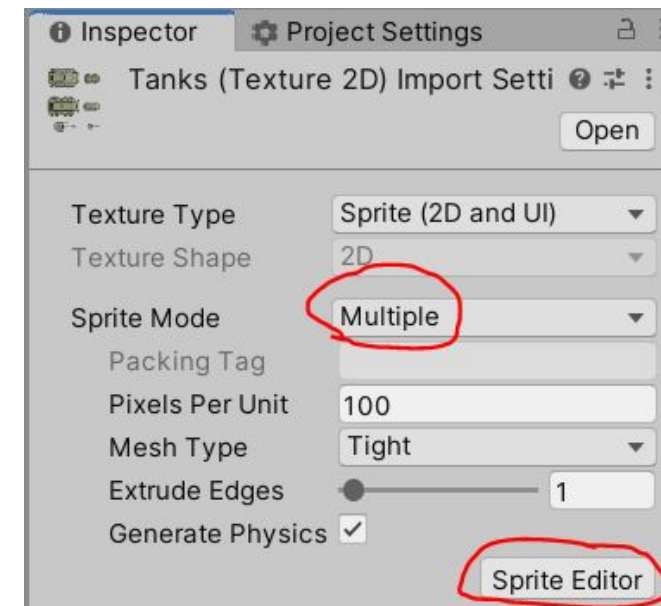 Inspector Project Settings
Tanks (Texture 2D) Import Setti
Open
Texture Type Sprite (2D and UI)
Texture Shape 2D
Sprite Mode Multiple
Packing Tag
Pixels Per Unit 100
Mesh Type Tight
Extrude Edges 1
Generate Physics
Sprite Editor